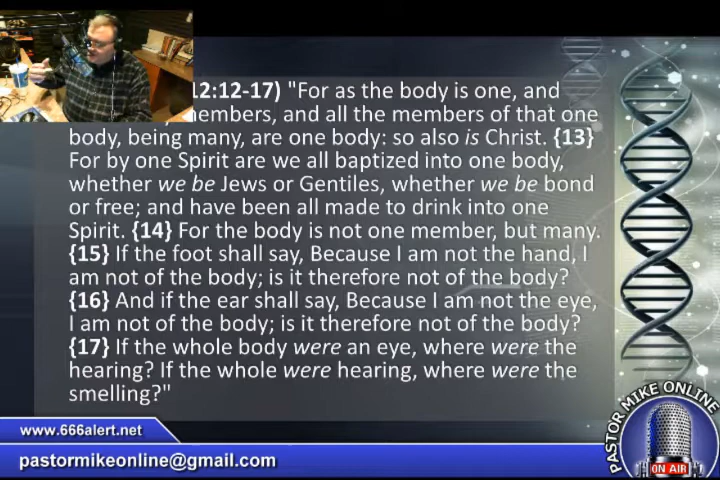 12:12-17) "For as the body is one, and
members, and all the members of that one
body, being many, are one body: so also is Christ. {13}
For by one Spirit are we all baptized into one body,
whether we be Jews or Gentiles, whether we be bond
or free; and have been all made to drink into one
Spirit. {14} For the body is not one member, but many.
{15} If the foot shall say, Because I am not the hand, I
am not of the body; is it therefore not of the body?
{16} And if the ear shall say, Because I am not the eye,
I am not of the body; is it therefore not of the body?
{17} If the whole body were an eye, where were the
hearing? If the whole were hearing, where were the
smelling?"
www.666alert.net
pastormikeonline@gmail.com
PASTOR MIKE ONLINE
ON AIR